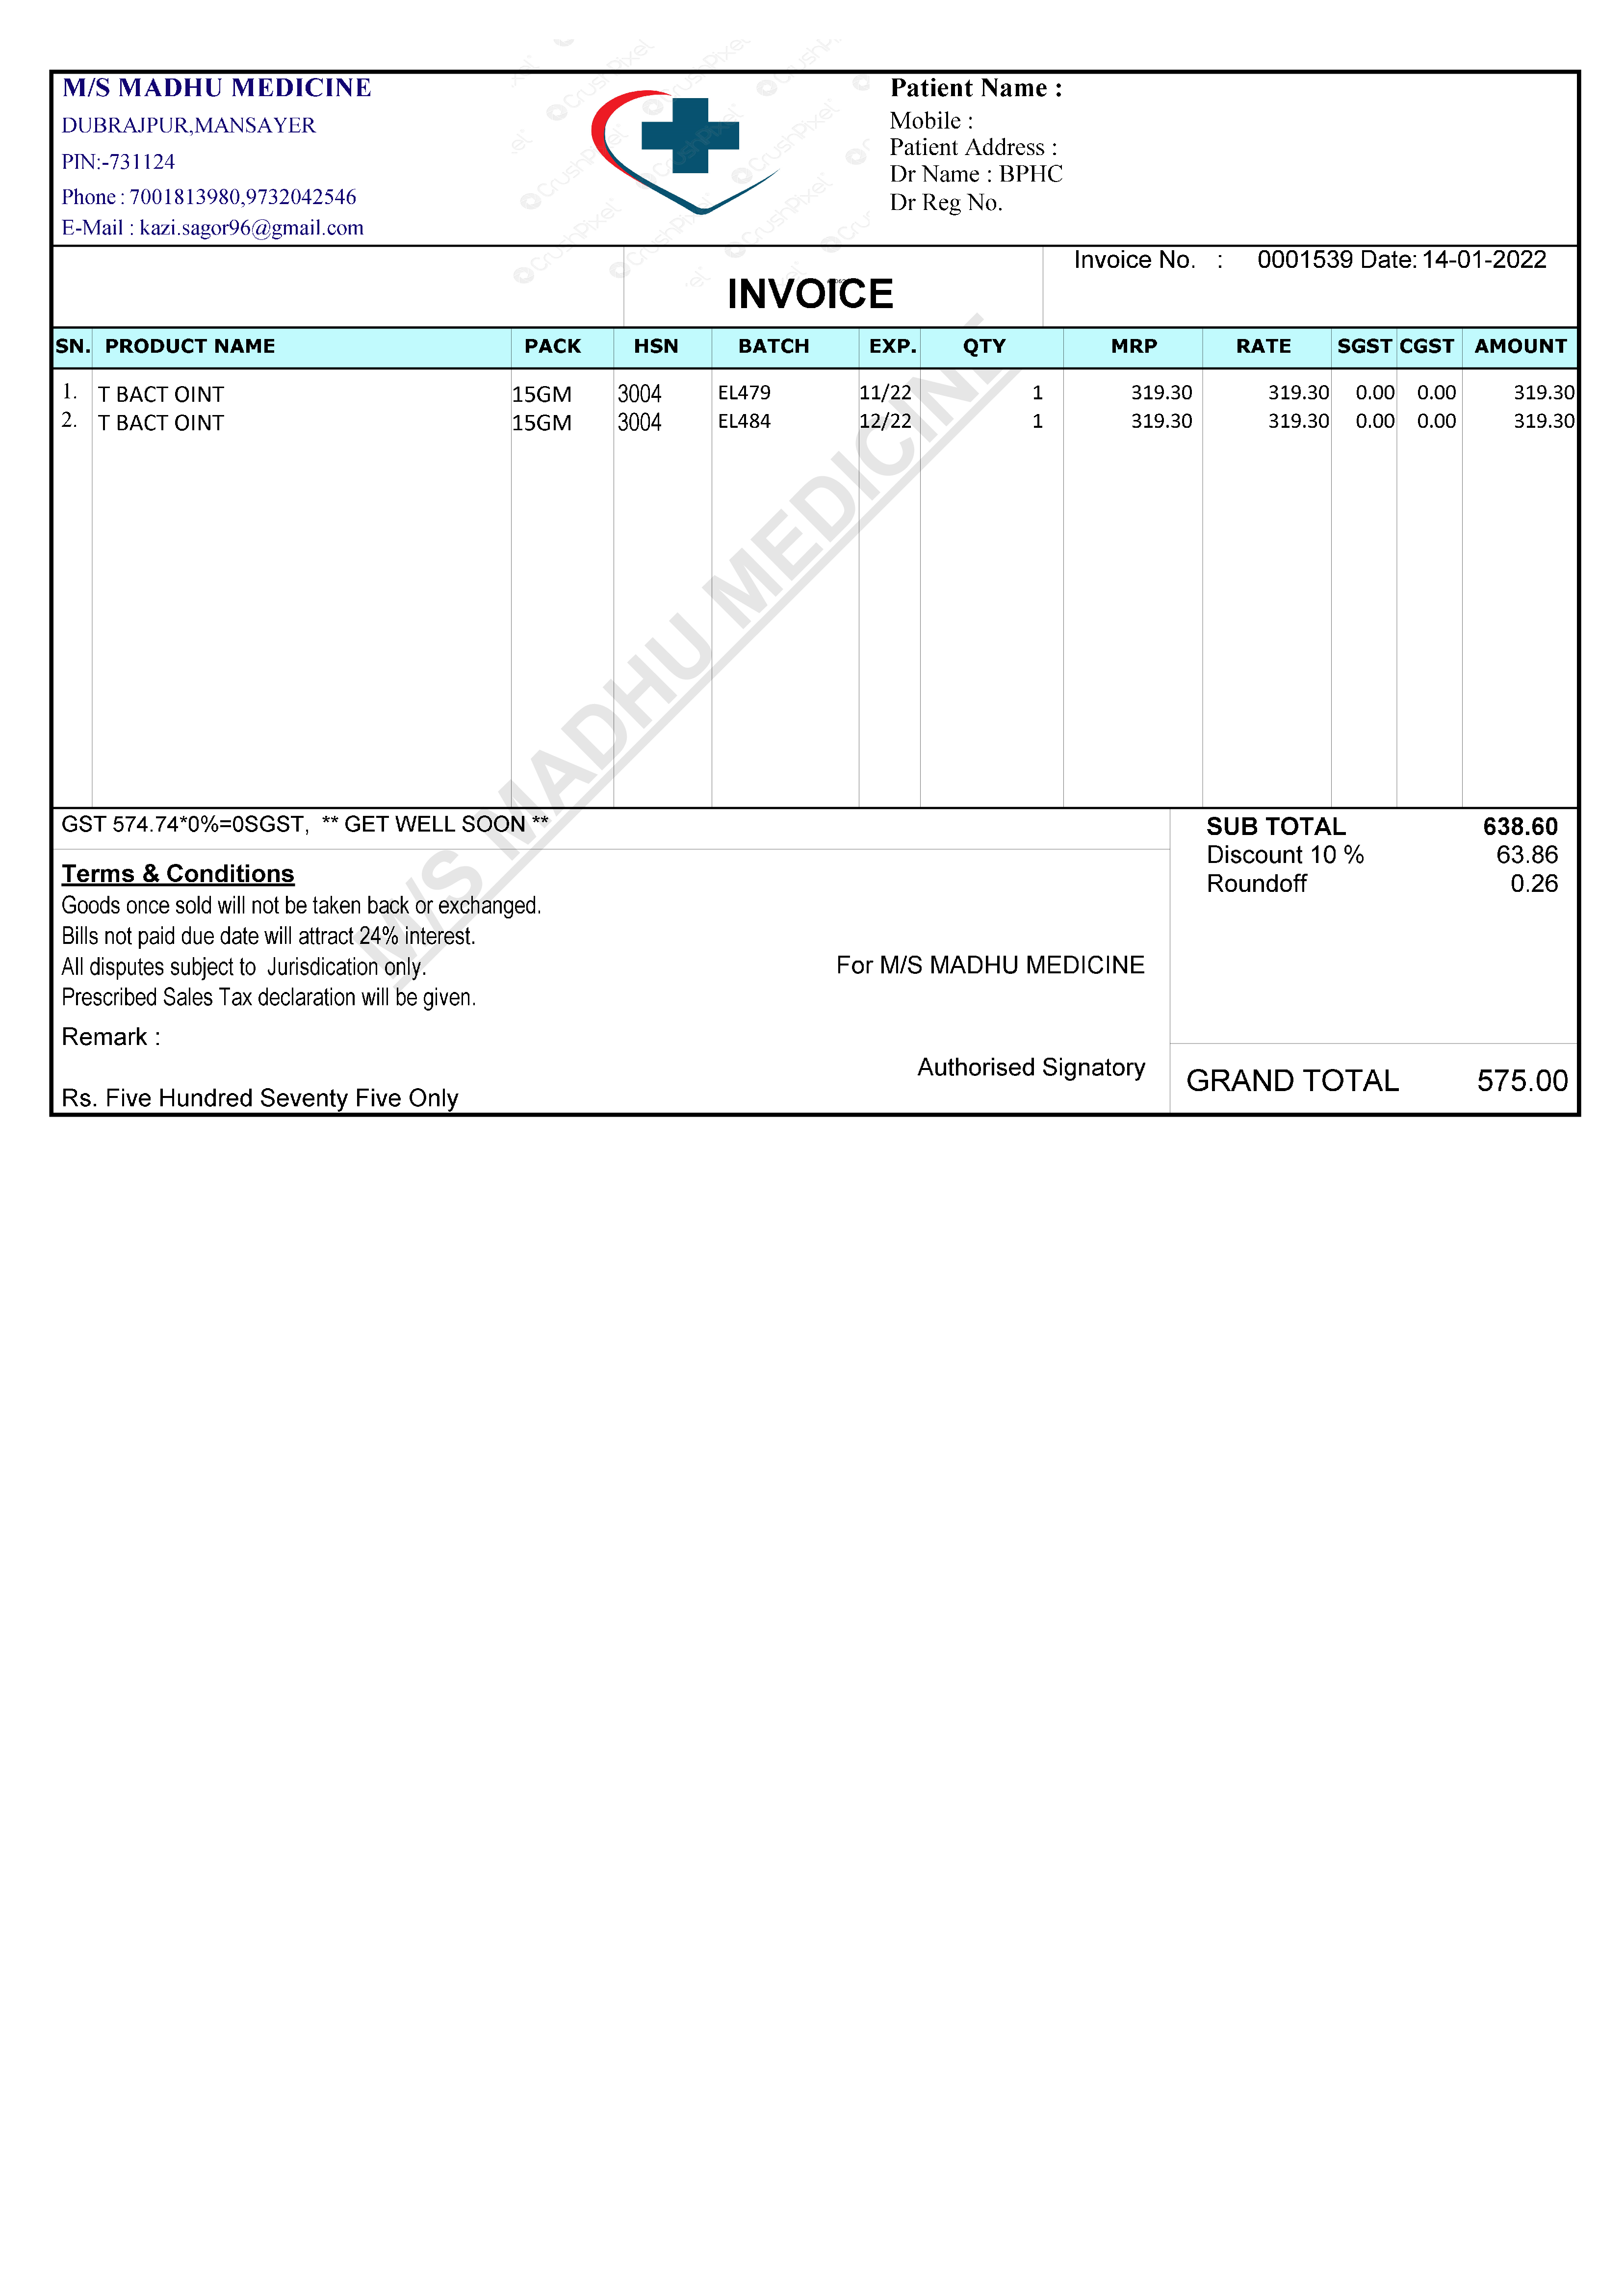 M/S MADHU MEDICINE
DUBRAJPUR,MANSAYER
PIN:-731124
Phone : 7001813980,9732042546
E-Mail : kazi.sagor96@gmail.com
Patient Name :
Mobile :
Patient Address :
Dr Name : BPHC
Dr Reg No.
Invoice No. : 0001539 Date: 14-01-2022
INVOICE
SN. PRODUCT NAME PACK HSN BATCH EXP. QTY MRP RATE SGST CGST AMOUNT
1. T BACT OINT 15GM 3004 EL479 11/22 1 319.30 319.30 0.00 0.00 319.30
2. T BACT OINT 15GM 3004 EL484 12/22 1 319.30 319.30 0.00 0.00 319.30
M/S MADHU MEDICINE
GST 574.74*0%=0SGST, ** GET WELL SOON **
SUB TOTAL 638.60
Discount 10 % 63.86
Roundoff 0.26
Terms & Conditions
Goods once sold will not be taken back or exchanged.
Bills not paid due date will attract 24% interest.
All disputes subject to Jurisdication only.
Prescribed Sales Tax declaration will be given.
For M/S MADHU MEDICINE
Remark :
Authorised Signatory
Rs. Five Hundred Seventy Five Only
GRAND TOTAL 575.00
CrushPixel